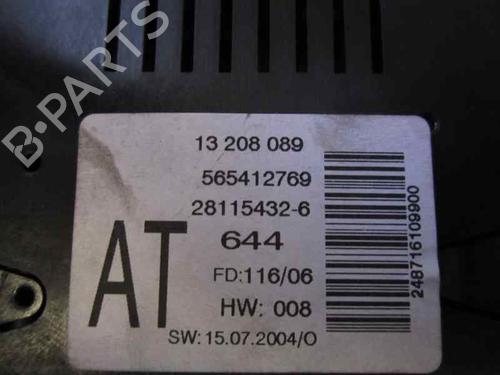 B-PARTS
13 208 089
565412769
28115432-6
644
AT
FD:116/06
HW: 008
SW: 15.07.2004/O
248716109900